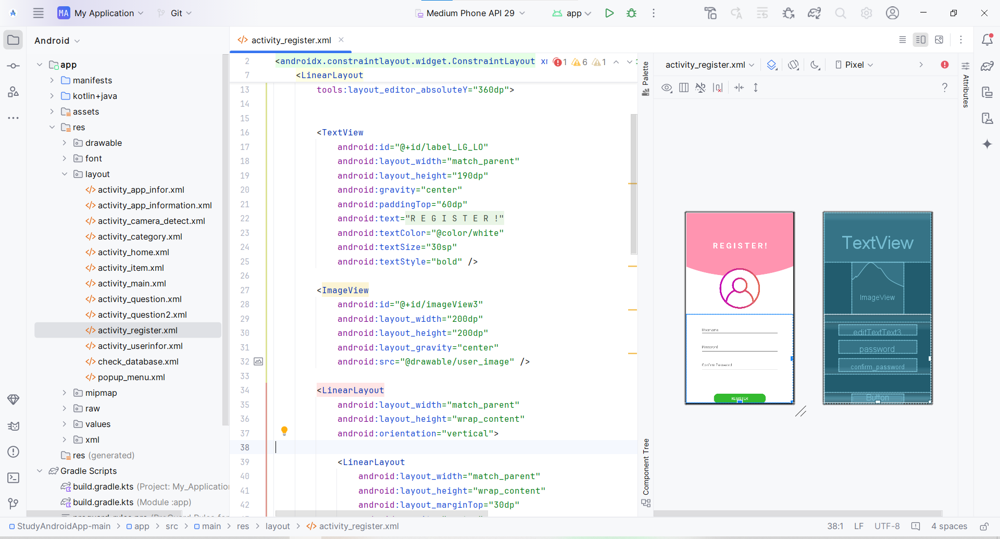 MA My Application Git Medium Phone API 29 app
Android
activity_register.xml
app
manifests
kotlin+java
assets
res
drawable
font
layout
activity_app_infor.xml
activity_app_information.xml
activity_camera_detect.xml
activity_category.xml
activity_home.xml
activity_item.xml
activity_main.xml
activity_question.xml
activity_question2.xml
activity_register.xml
activity_userinfor.xml
check_database.xml
popup_menu.xml
mipmap
raw
values
xml
res (generated)
Gradle Scripts
build.gradle.kts (Project: My_Applicatio
build.gradle.kts (Module :app)
2 <androidx.constraintlayout.widget.ConstraintLayout 1 6 1
7 <LinearLayout
13 tools:layout_editor_absoluteY="360dp">
14
15
16 <TextView
17 android:id="@+id/label_LG_LO"
18 android:layout_width="match_parent"
19 android:layout_height="190dp"
20 android:gravity="center"
21 android:paddingTop="60dp"
22 android:text="R E G I S T E R !"
23 android:textColor="@color/white"
24 android:textSize="30sp"
25 android:textStyle="bold" />
26
27 <ImageView
28 android:id="@+id/imageView3"
29 android:layout_width="200dp"
30 android:layout_height="200dp"
31 android:layout_gravity="center"
32 android:src="@drawable/user_image" />
33
34 <LinearLayout
35 android:layout_width="match_parent"
36 android:layout_height="wrap_content"
37 android:orientation="vertical">
38
39 <LinearLayout
40 android:layout_width="match_parent"
41 android:layout_height="wrap_content"
42 android:layout_marginTop="30dp"
Palette
Component Tree
activity_register.xml Pixel
?
Attributes
R E G I S T E R !
Username
Password
Confirm Password
REGISTER
TextView
ImageView
editTextText3
password
confirm_password
Button
StudyAndroidApp-main > app > src > main > res > layout > activity_register.xml
38:1 LF UTF-8 4 spaces